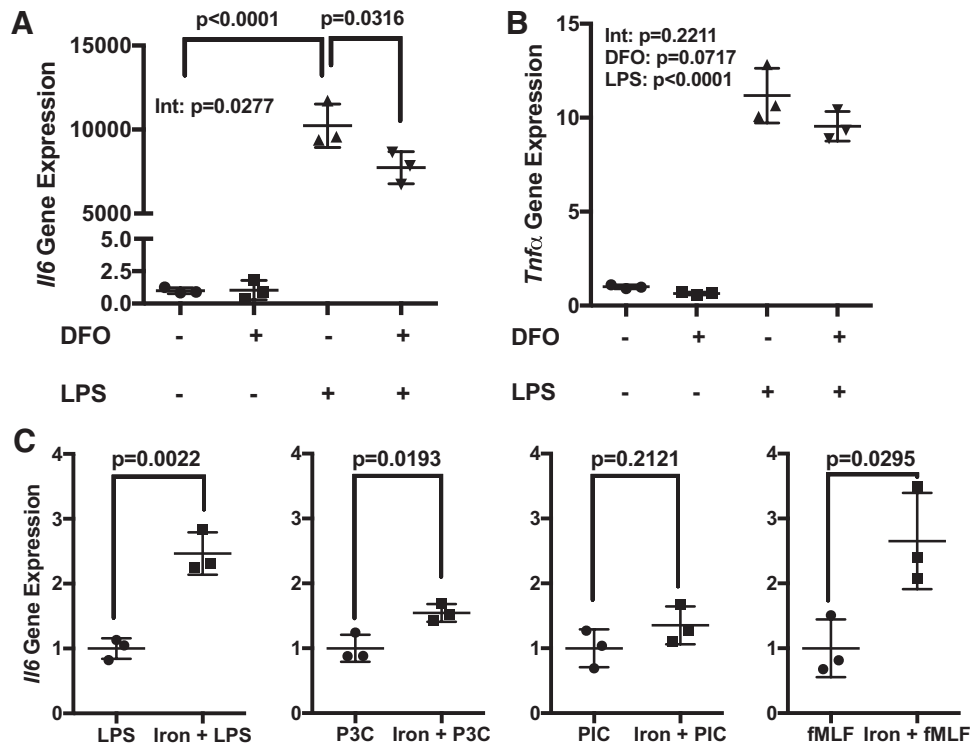 A
p<0.0001
p=0.0316
Int: p=0.0277
Il6 Gene Expression
15000
10000
5000
5.0
2.5
0.0
DFO - + - +
LPS - - + +
B
Int: p=0.2211
DFO: p=0.0717
LPS: p<0.0001
Tnfα Gene Expression
15
10
5
0
DFO - + - +
LPS - - + +
C
Il6 Gene Expression
p=0.0022
4
3
2
1
0
LPS Iron + LPS
p=0.0193
4
3
2
1
0
P3C Iron + P3C
p=0.2121
4
3
2
1
0
PIC Iron + PIC
p=0.0295
4
3
2
1
0
fMLF Iron + fMLF